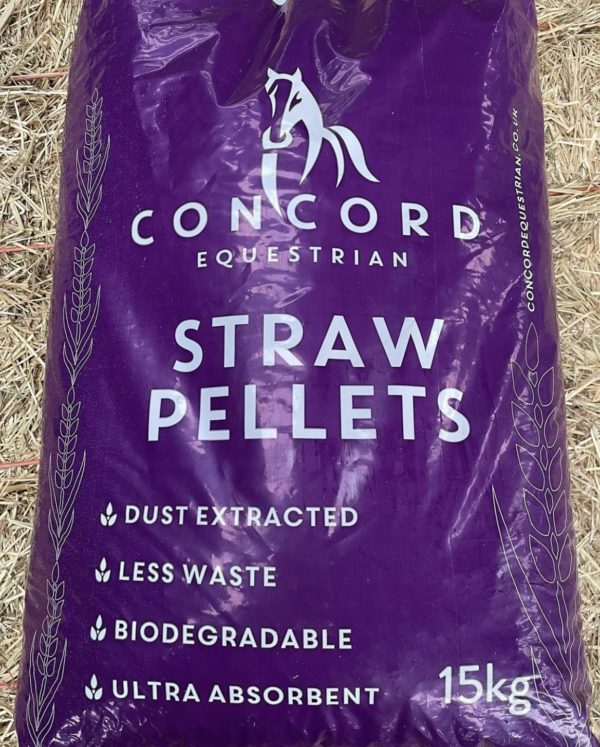 CONCORD
EQUESTRIAN
CONCORDEQUESTRIAN.CO.UK
STRAW
PELLETS
DUST EXTRACTED
LESS WASTE
BIODEGRADABLE
ULTRA ABSORBENT
15kg